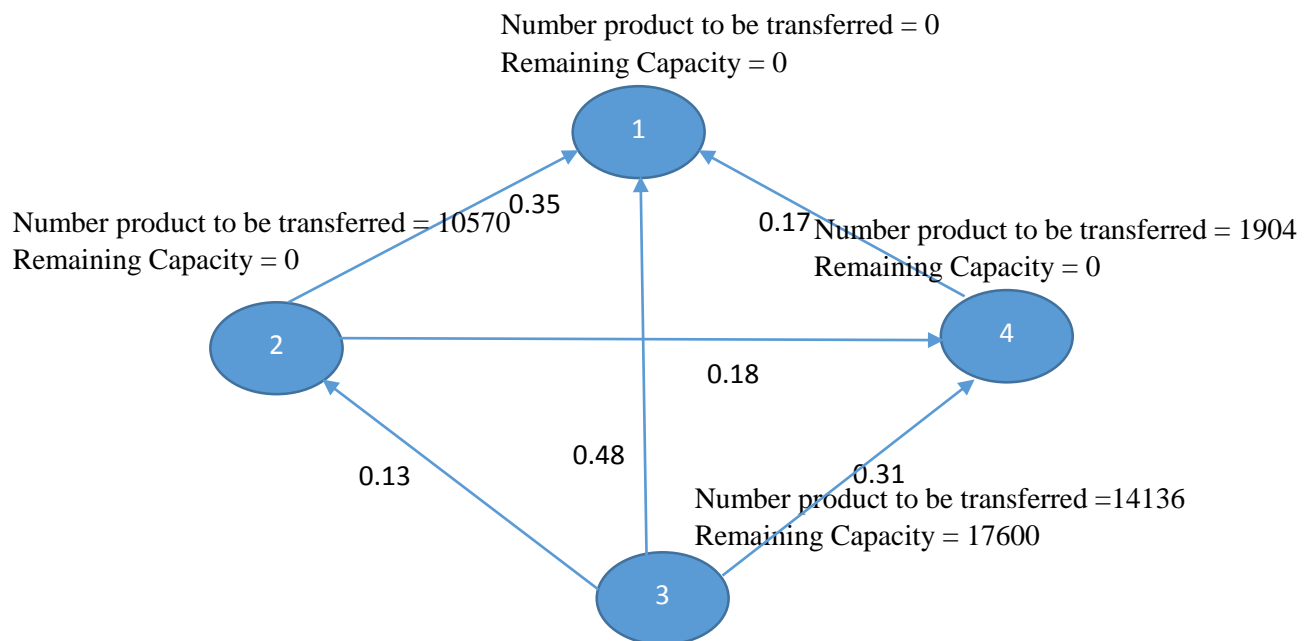 Number product to be transferred = 0
Remaining Capacity = 0
1
0.35
0.17
Number product to be transferred = 10570
Remaining Capacity = 0
Number product to be transferred = 1904
Remaining Capacity = 0
2
4
0.18
0.13
0.48
0.31
Number product to be transferred =14136
Remaining Capacity = 17600
3